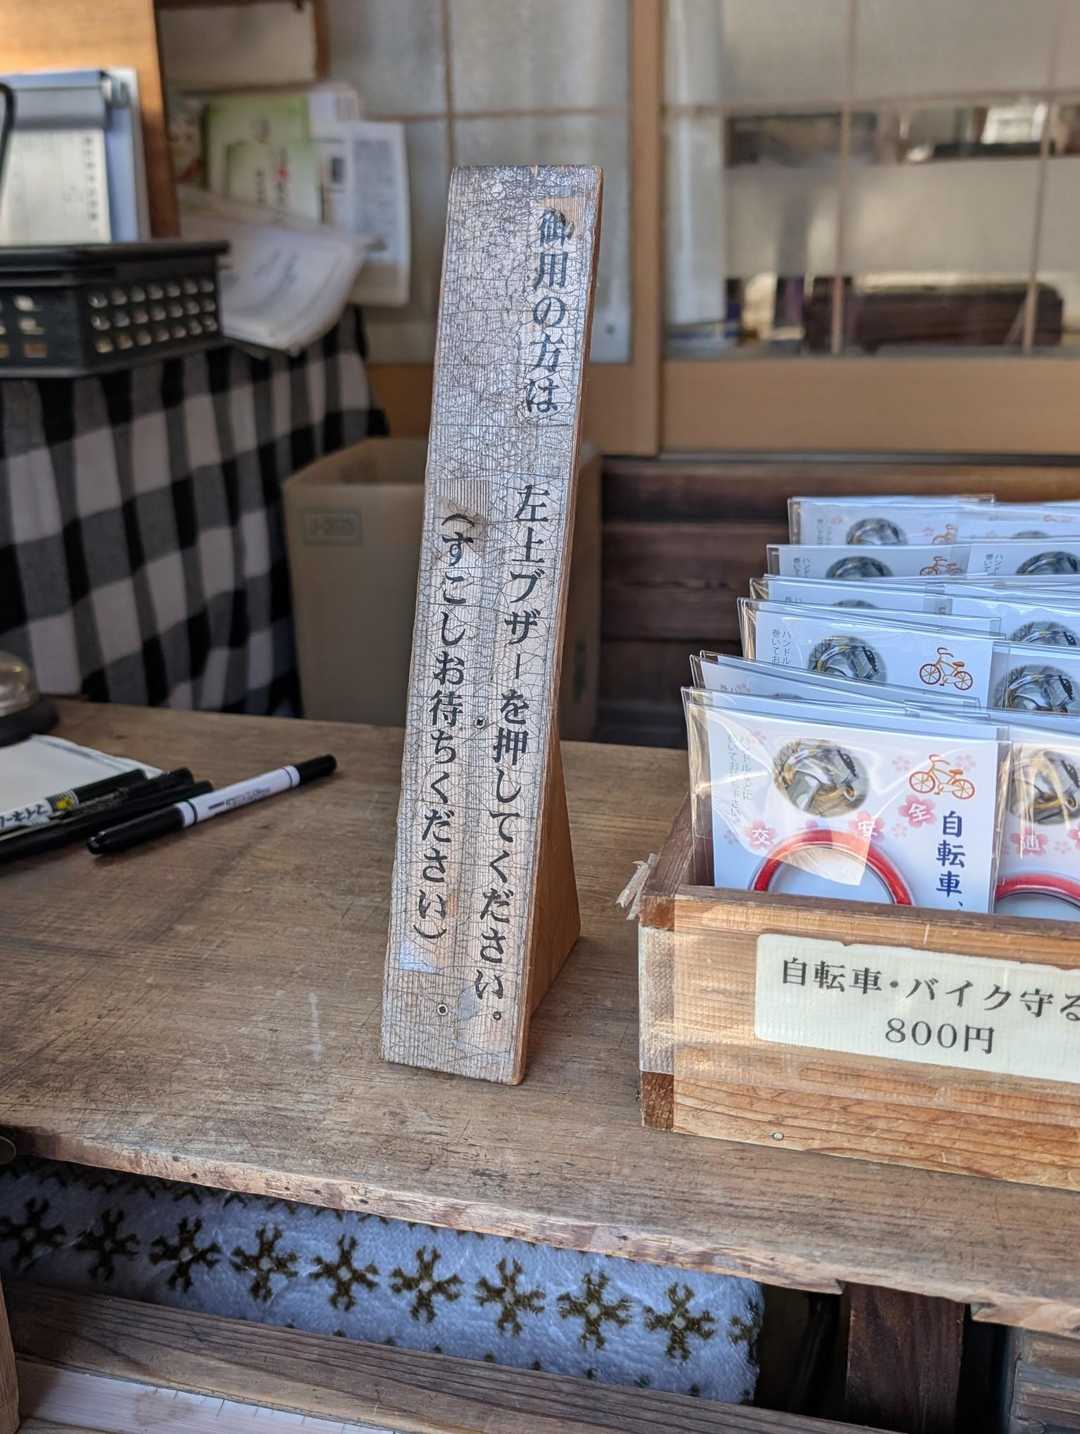 御用の方は 左上ブザーを押してください。
(すこしお待ちください)
自転車、
交 安 全
通
自転車・バイク守る
800円